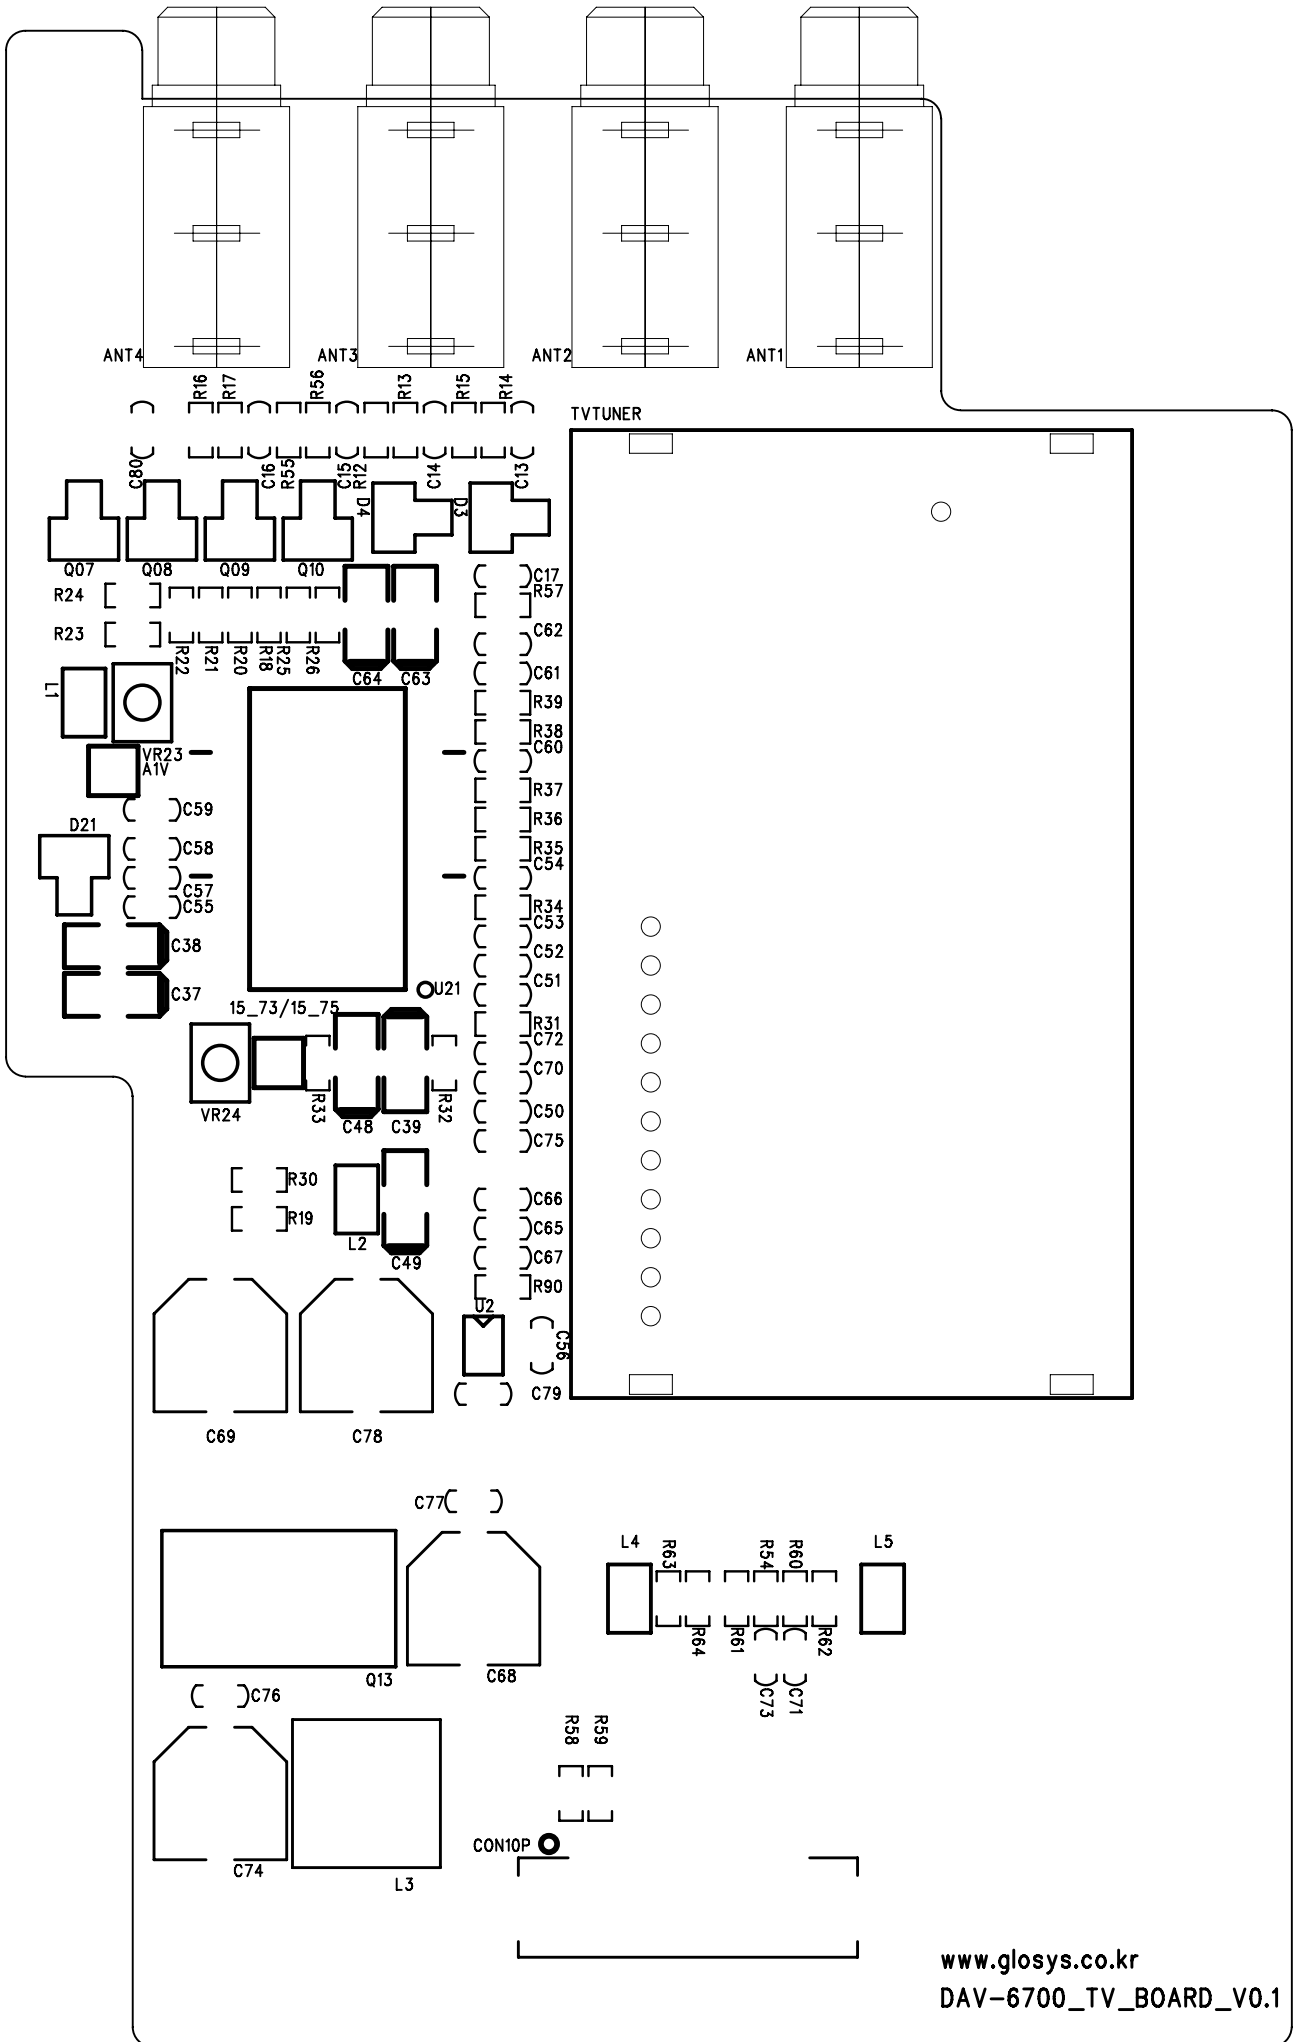 ANT4 ANT3 ANT2 ANT1
R16 R17 R56 R13 R15 R14
TVTUNER
C80 C16 R55 C15 R12 C14 C13
D4 D3
Q07 Q08 Q09 Q10
C17
R24
R57
R23
C62
R22 R21 R20 R18 R25 R26
C64 C63
C61
L1
R39
R38
VR23
C60
A1V
R37
C59
R36
D21
C58
R35
C54
C57
C55
R34
C53
C38
C52
C51
C37
U21
15_73/15_75
R31
C72
C70
VR24 R33 C48 C39 R32
C50
C75
R30
C66
R19
C65
L2
C67
C49
R90
U2
C56
C79
C69 C78
C77
L4 R63 R54 R60 L5
R64 R61 R62
Q13 C68
C76
C73 C71
R58 R59
CON10P
C74
L3
www.glosys.co.kr
DAV-6700_TV_BOARD_V0.1